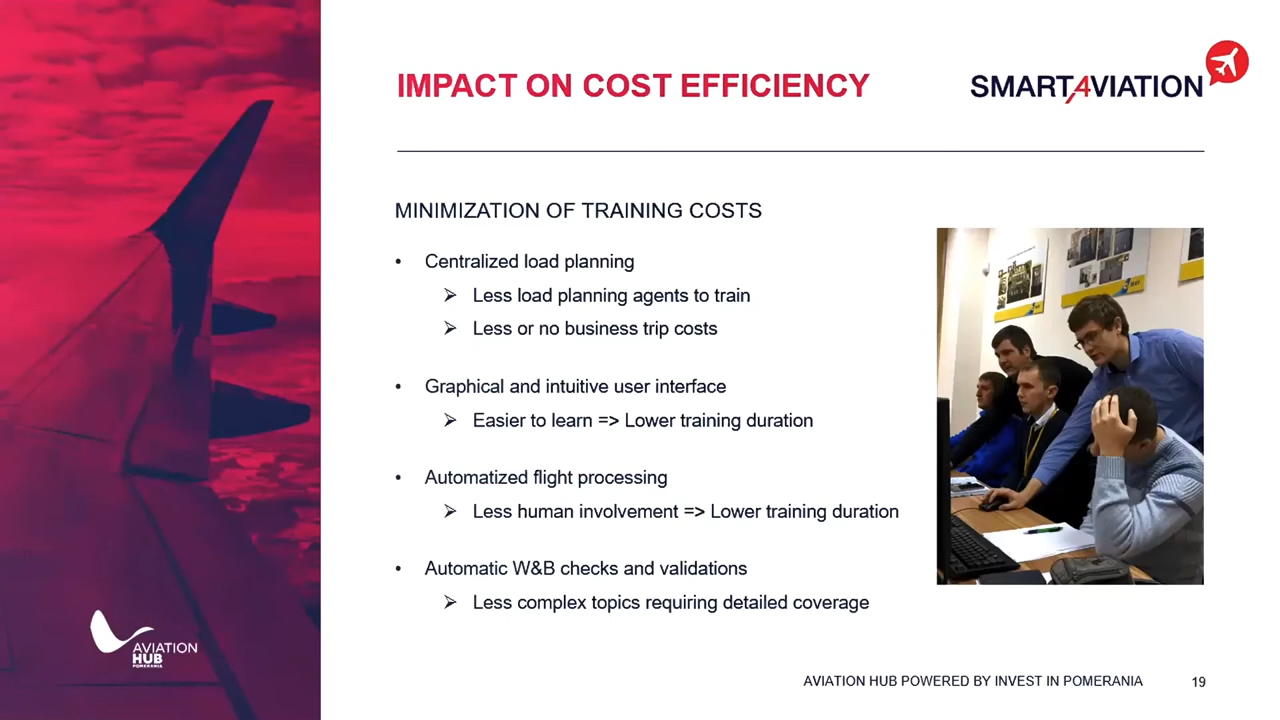 IMPACT ON COST EFFICIENCY
SMARTAVIATION
MINIMIZATION OF TRAINING COSTS
• Centralized load planning
➢ Less load planning agents to train
➢ Less or no business trip costs
• Graphical and intuitive user interface
➢ Easier to learn => Lower training duration
• Automatized flight processing
➢ Less human involvement => Lower training duration
• Automatic W&B checks and validations
➢ Less complex topics requiring detailed coverage
AVIATION
HUB
POMERANIA
AVIATION HUB POWERED BY INVEST IN POMERANIA 19